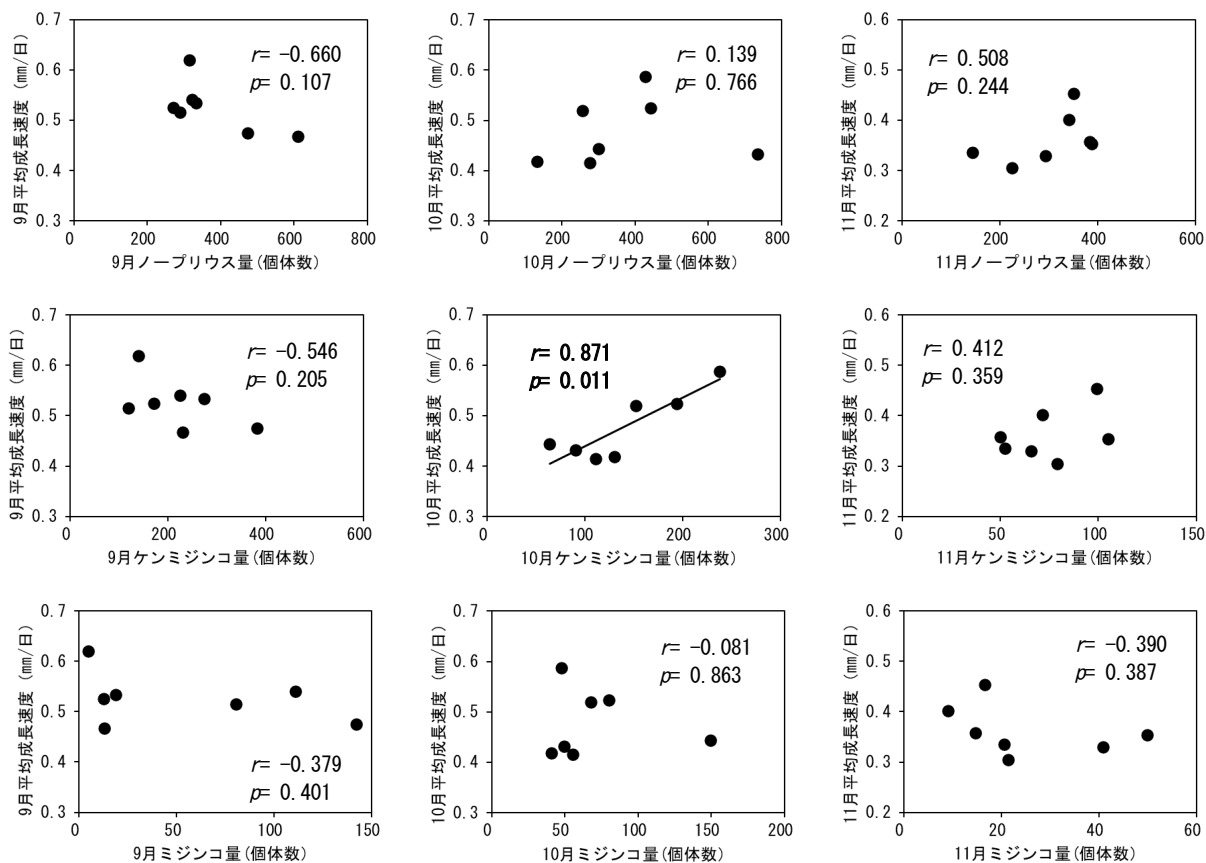 9月平均成長速度 (mm/日)
0.7
0.6
0.5
0.4
0.3
r= -0.660
p= 0.107
0 200 400 600 800
9月ノープリウス量(個体数)
10月平均成長速度 (mm/日)
0.7
0.6
0.5
0.4
0.3
r= 0.139
p= 0.766
0 200 400 600 800
10月ノープリウス量(個体数)
11月平均成長速度 (mm/日)
0.6
0.5
0.4
0.3
0.2
r= 0.508
p= 0.244
0 200 400 600
11月ノープリウス量(個体数)
9月平均成長速度 (mm/日)
0.7
0.6
0.5
0.4
0.3
r= -0.546
p= 0.205
0 200 400 600
9月ケンミジンコ量(個体数)
10月平均成長速度 (mm/日)
0.7
0.6
0.5
0.4
0.3
r= 0.871
p= 0.011
0 100 200 300
10月ケンミジンコ量(個体数)
11月平均成長速度 (mm/日)
0.6
0.5
0.4
0.3
0.2
r= 0.412
p= 0.359
0 50 100 150
11月ケンミジンコ量(個体数)
9月平均成長速度 (mm/日)
0.7
0.6
0.5
0.4
0.3
r= -0.379
p= 0.401
0 50 100 150
9月ミジンコ量(個体数)
10月平均成長速度 (mm/日)
0.7
0.6
0.5
0.4
0.3
r= -0.081
p= 0.863
0 50 100 150 200
10月ミジンコ量(個体数)
11月平均成長速度 (mm/日)
0.6
0.5
0.4
0.3
0.2
r= -0.390
p= 0.387
0 20 40 60
11月ミジンコ量(個体数)